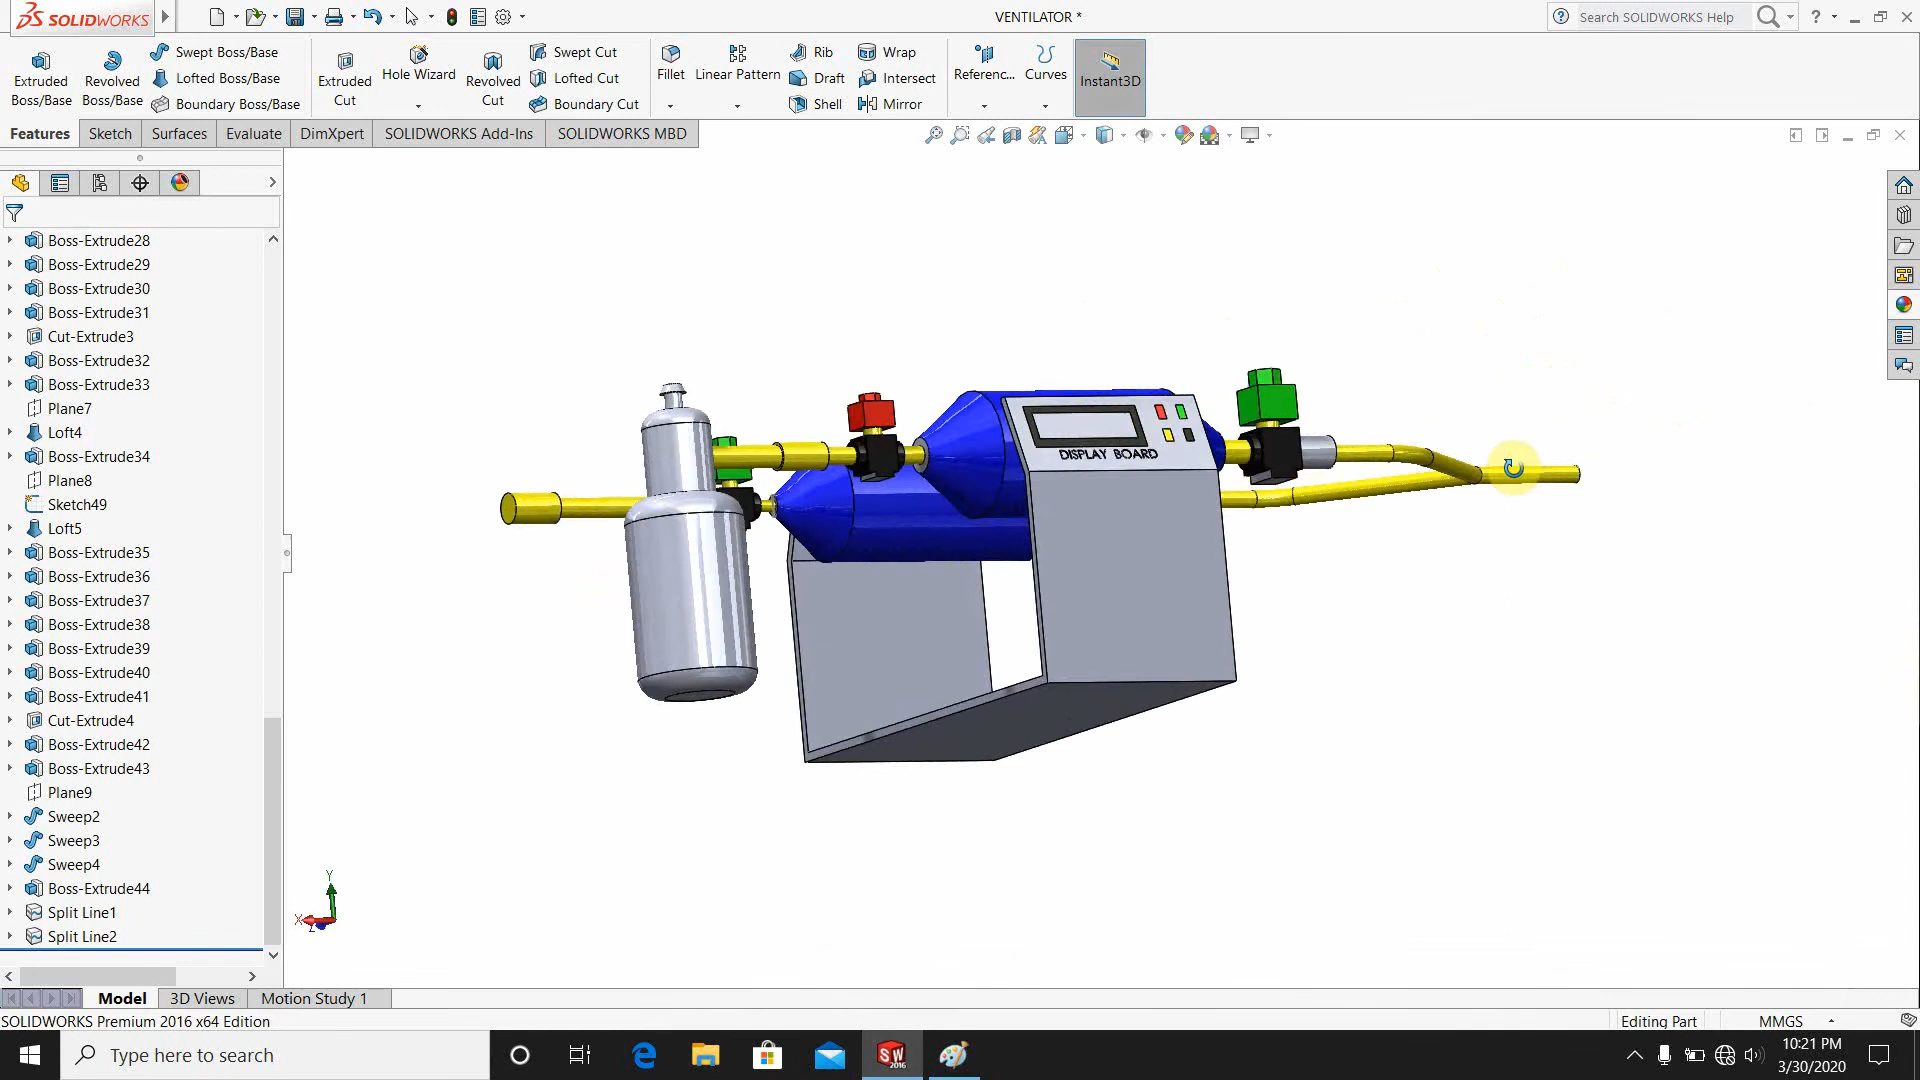 SOLIDWORKS
VENTILATOR *
Search SOLIDWORKS Help
Extruded Boss/Base
Revolved Boss/Base
Swept Boss/Base
Lofted Boss/Base
Boundary Boss/Base
Extruded Cut
Hole Wizard
Revolved Cut
Swept Cut
Lofted Cut
Boundary Cut
Fillet
Linear Pattern
Rib
Draft
Shell
Wrap
Intersect
Mirror
Referenc...
Curves
Instant3D
Features
Sketch
Surfaces
Evaluate
DimXpert
SOLIDWORKS Add-Ins
SOLIDWORKS MBD
Boss-Extrude28
Boss-Extrude29
Boss-Extrude30
Boss-Extrude31
Cut-Extrude3
Boss-Extrude32
Boss-Extrude33
Plane7
Loft4
Boss-Extrude34
Plane8
Sketch49
Loft5
Boss-Extrude35
Boss-Extrude36
Boss-Extrude37
Boss-Extrude38
Boss-Extrude39
Boss-Extrude40
Boss-Extrude41
Cut-Extrude4
Boss-Extrude42
Boss-Extrude43
Plane9
Sweep2
Sweep3
Sweep4
Boss-Extrude44
Split Line1
Split Line2
DISPLAY BOARD
Y
X
Z
Model
3D Views
Motion Study 1
SOLIDWORKS Premium 2016 x64 Edition
Editing Part
MMGS
Type here to search
SW
2016
10:21 PM
3/30/2020